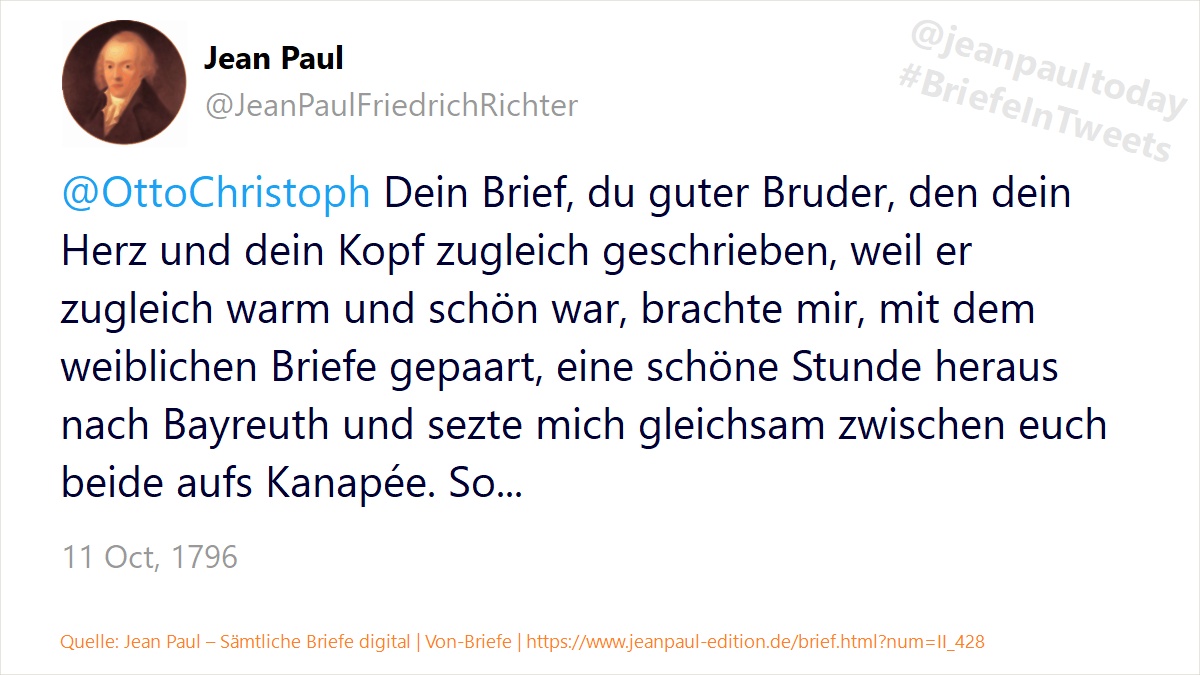 Jean Paul
@JeanPaulFriedrichRichter
@jeanpaultoday
#BriefeInTweets
@OttoChristoph Dein Brief, du guter Bruder, den dein
Herz und dein Kopf zugleich geschrieben, weil er
zugleich warm und schön war, brachte mir, mit dem
weiblichen Briefe gepaart, eine schöne Stunde heraus
nach Bayreuth und sezte mich gleichsam zwischen euch
beide aufs Kanapée. So...
11 Oct, 1796
Quelle: Jean Paul – Sämtliche Briefe digital | Von-Briefe | https://www.jeanpaul-edition.de/brief.html?num=II_428